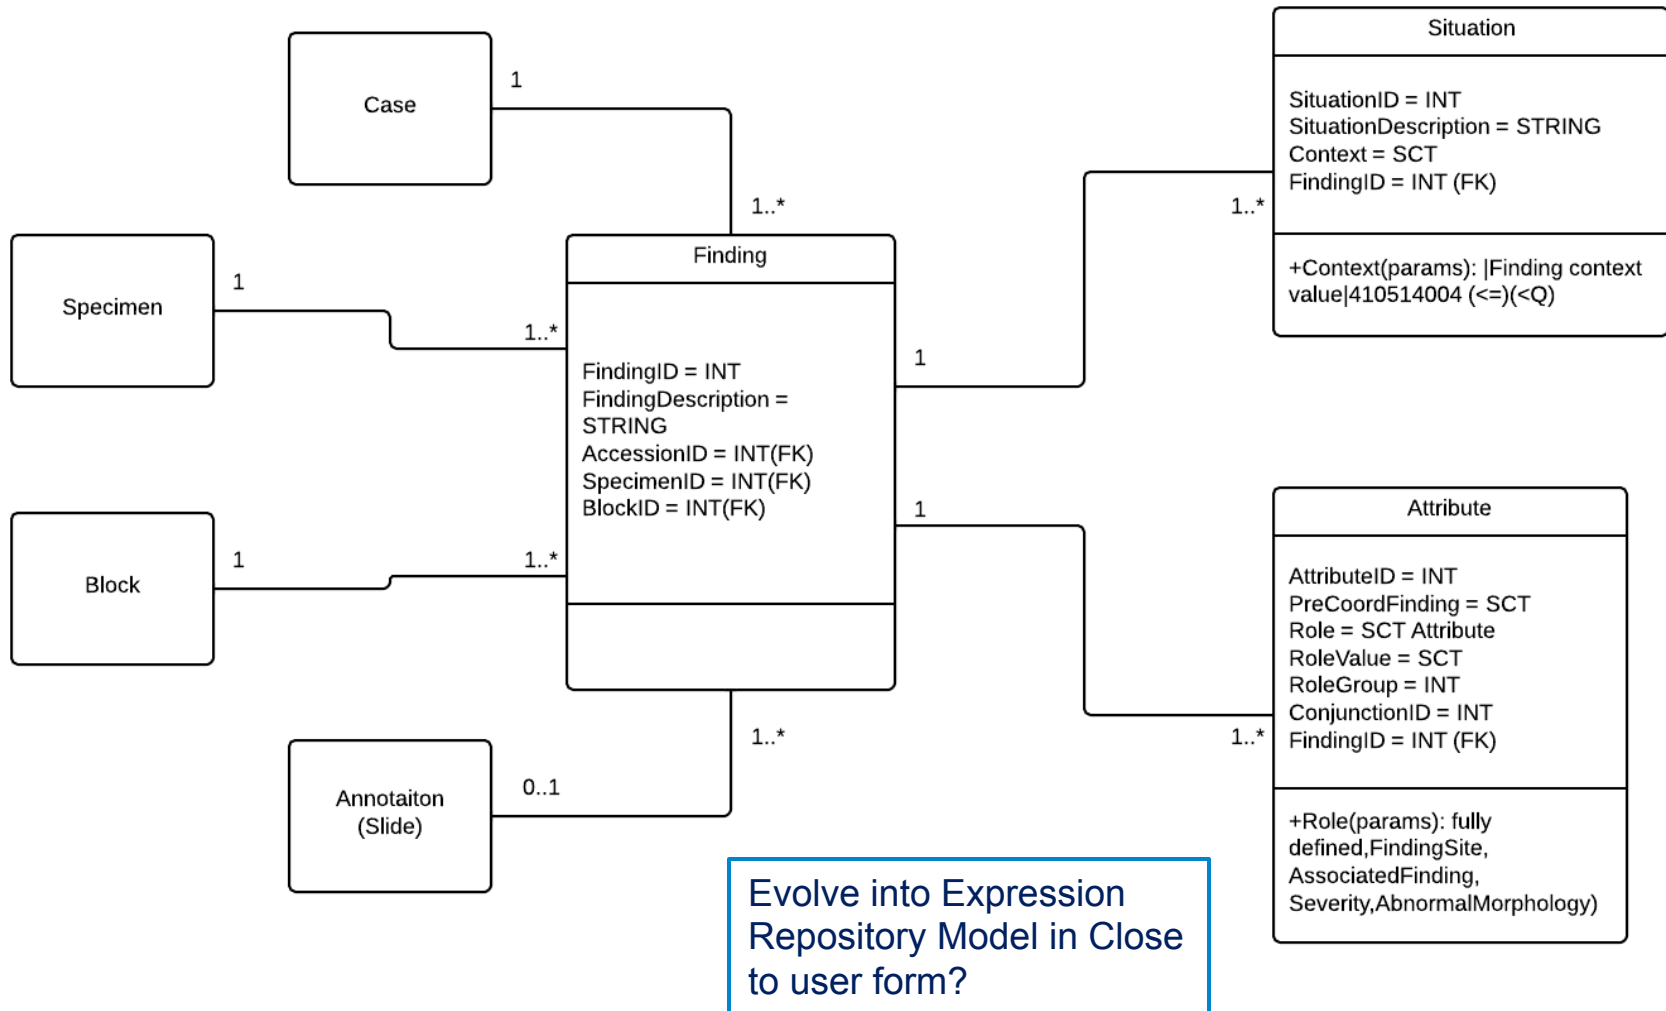 Case
1
1..*
Specimen
1
1..*
Block
1
1..*
Annotaiton
(Slide)
0..1
1..*
Finding
FindingID = INT
FindingDescription =
STRING
AccessionID = INT(FK)
SpecimenID = INT(FK)
BlockID = INT(FK)
1
1..*
1
1..*
Situation
SituationID = INT
SituationDescription = STRING
Context = SCT
FindingID = INT (FK)
+Context(params): |Finding context
value|410514004 (<=)(<Q)
Attribute
AttributeID = INT
PreCoordFinding = SCT
Role = SCT Attribute
RoleValue = SCT
RoleGroup = INT
ConjunctionID = INT
FindingID = INT (FK)
+Role(params): fully
defined,FindingSite,
AssociatedFinding,
Severity,AbnormalMorphology)
Evolve into Expression
Repository Model in Close
to user form?